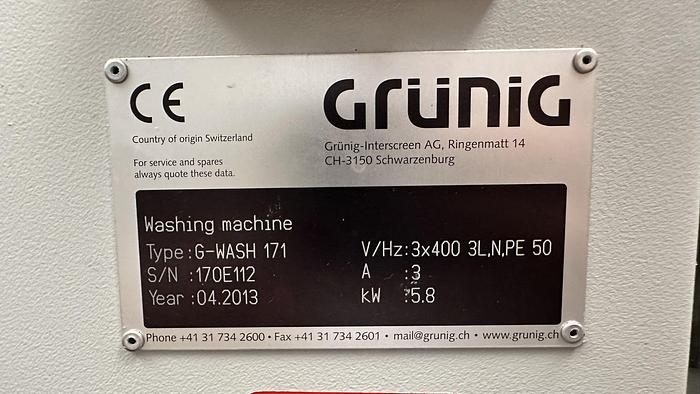 CE
GRÜNIG
Country of origin Switzerland
Grünig-Interscreen AG, Ringenmatt 14
CH-3150 Schwarzenburg
For service and spares
always quote these data.
Washing machine
Type :G-WASH 171
V/Hz:3x400 3L,N,PE 50
S/N :170E112
A :3
Year :04.2013
kW :5.8
Phone +41 31 734 2600 • Fax +41 31 734 2601 • mail@grunig.ch • www.grunig.ch